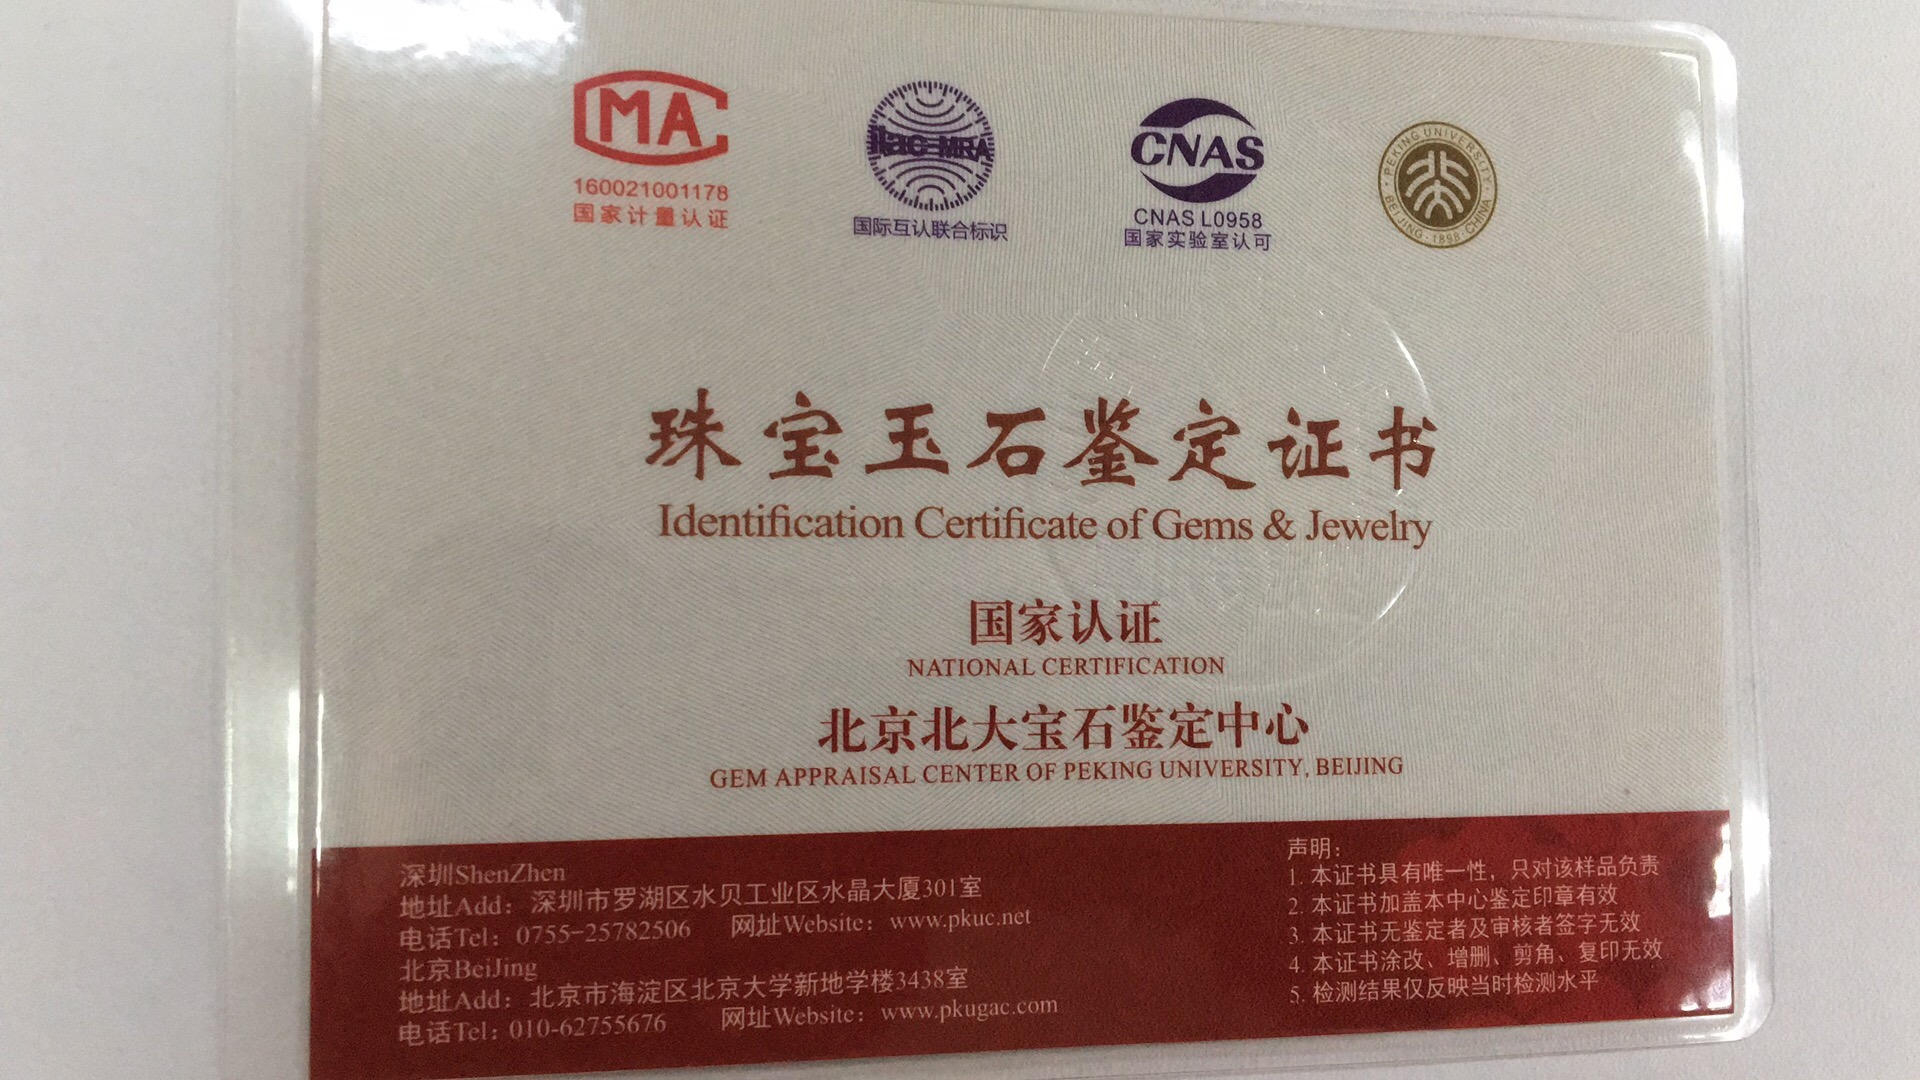 CMA
160021001178
国家计量认证
ilac-MRA
国际互认联合标识
CNAS
CNAS L0958
国家实验室认可
PEKING UNIVERSITY
BEIJING·1898·CHINA
珠宝玉石鉴定证书
Identification Certificate of Gems & Jewelry
国家认证
NATIONAL CERTIFICATION
北京北大宝石鉴定中心
GEM APPRAISAL CENTER OF PEKING UNIVERSITY, BEIJING
深圳ShenZhen
地址Add：深圳市罗湖区水贝工业区水晶大厦301室
电话Tel：0755-25782506 网址Website：www.pkuc.net
北京BeiJing
地址Add：北京市海淀区北京大学新地学楼3438室
电话Tel：010-62755676 网址Website：www.pkugac.com
声明：
1. 本证书具有唯一性，只对该样品负责
2. 本证书加盖本中心鉴定印章有效
3. 本证书无鉴定者及审核者签字无效
4. 本证书涂改、增删、剪角、复印无效
5. 检测结果仅反映当时检测水平